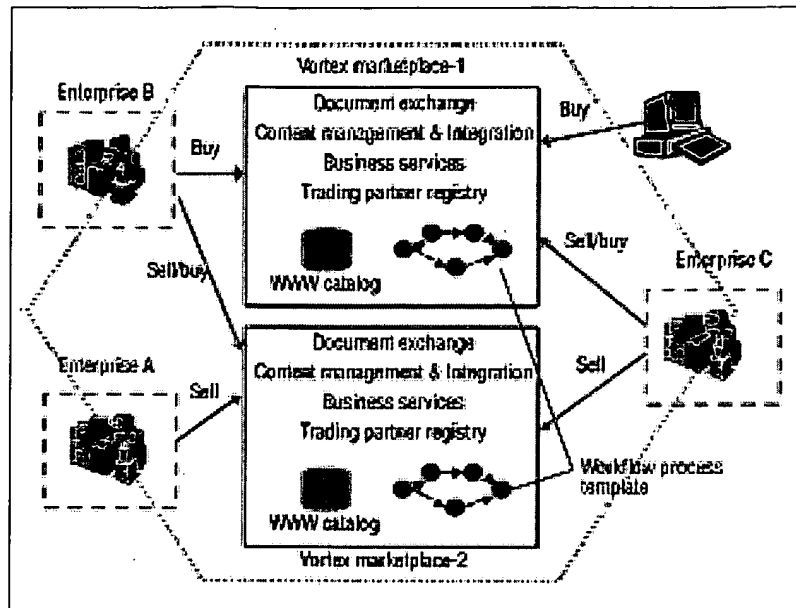 Vortex marketplace-1
Enterprise B
Document exchange
Buy
Content management & Integration
Buy
Business services
Trading partner registry
Sell/buy
Enterprise C
Sell/buy
WWW catalog
Document exchange
Enterprise A
Content management & Integration
Sell
Sell
Business services
Trading partner registry
Workflow process
template
WWW catalog
Vortex marketplace-2